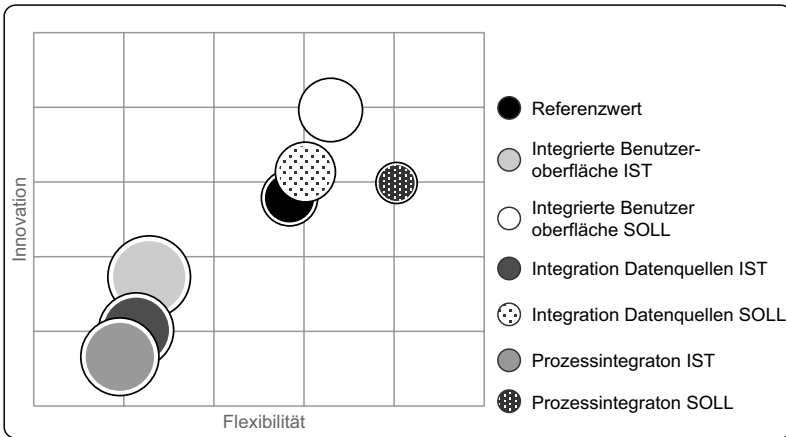 Innovation
Flexibilität
Referenzwert
Integrierte Benutzer-
oberfläche IST
Integrierte Benutzer
oberfläche SOLL
Integration Datenquellen IST
Integration Datenquellen SOLL
Prozessintegraton IST
Prozessintegraton SOLL